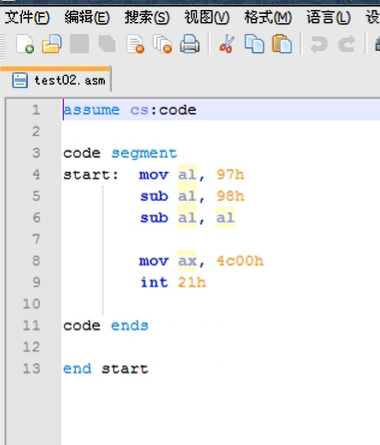 文件(F) 编辑(E) 搜索(S) 视图(V) 格式(M) 语言(L)
test02.asm
1 assume cs:code
2
3 code segment
4 start: mov al, 97h
5 sub al, 98h
6 sub al, al
7
8 mov ax, 4c00h
9 int 21h
10
11 code ends
12
13 end start